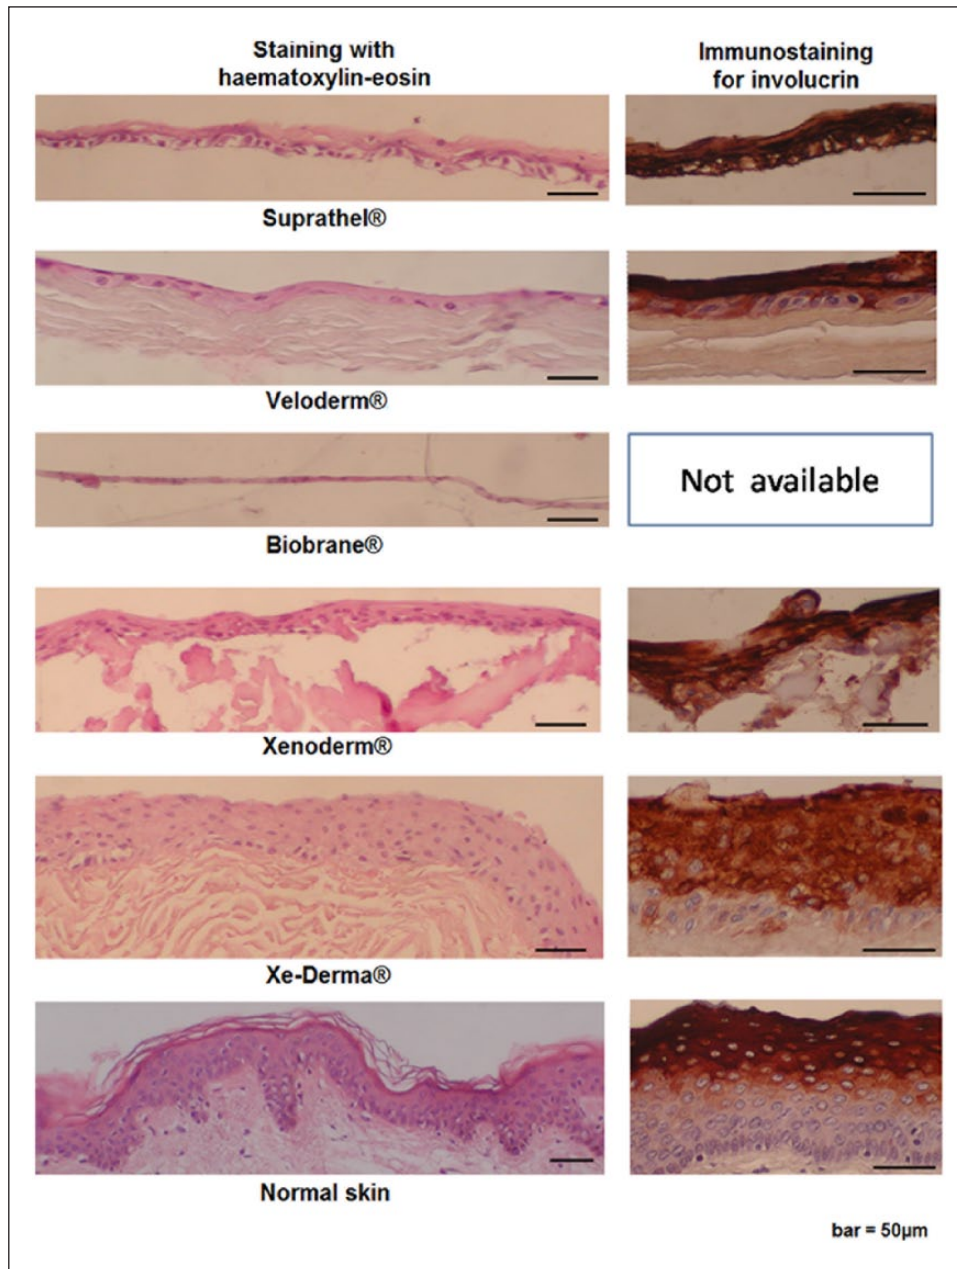 Staining with
haematoxylin-eosin
Immunostaining
for involucrin
Suprathel®
Veloderm®
Biobrane®
Not available
Xenoderm®
Xe-Derma®
Normal skin
bar = 50µm